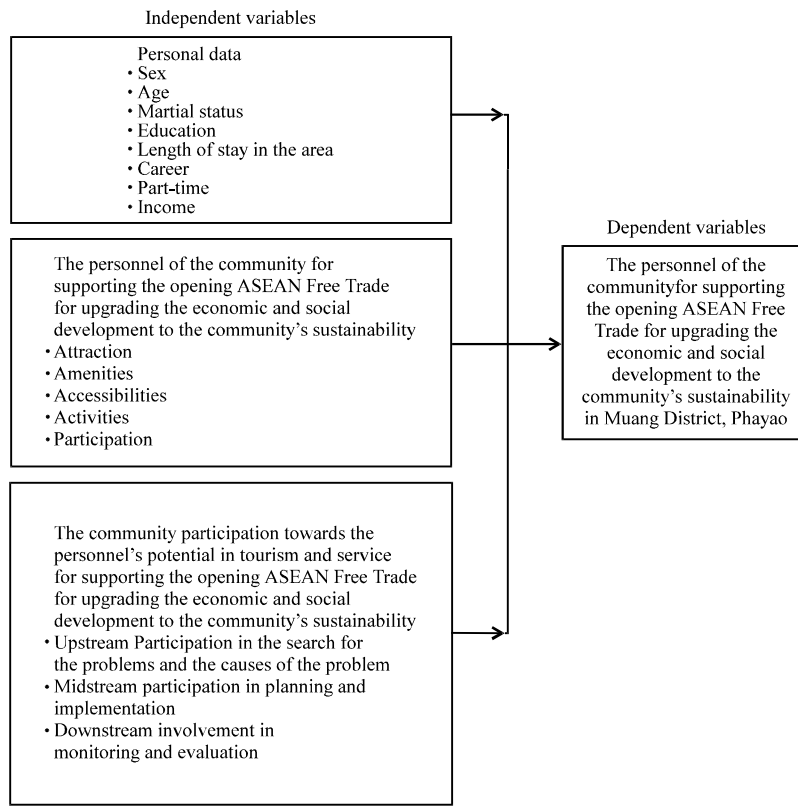 Independent variables
Personal data
• Sex
• Age
• Martial status
• Education
• Length of stay in the area
• Career
• Part-time
• Income
The personnel of the community for
supporting the opening ASEAN Free Trade
for upgrading the economic and social
development to the community's sustainability
• Attraction
• Amenities
• Accessibilities
• Activities
• Participation
The community participation towards the
personnel's potential in tourism and service
for supporting the opening ASEAN Free Trade
for upgrading the economic and social
development to the community's sustainability
• Upstream Participation in the search for
the problems and the causes of the problem
• Midstream participation in planning and
implementation
• Downstream involvement in
monitoring and evaluation
Dependent variables
The personnel of the
communityfor supporting
the opening ASEAN Free
Trade for upgrading the
economic and social
development to the
community's sustainability
in Muang District, Phayao